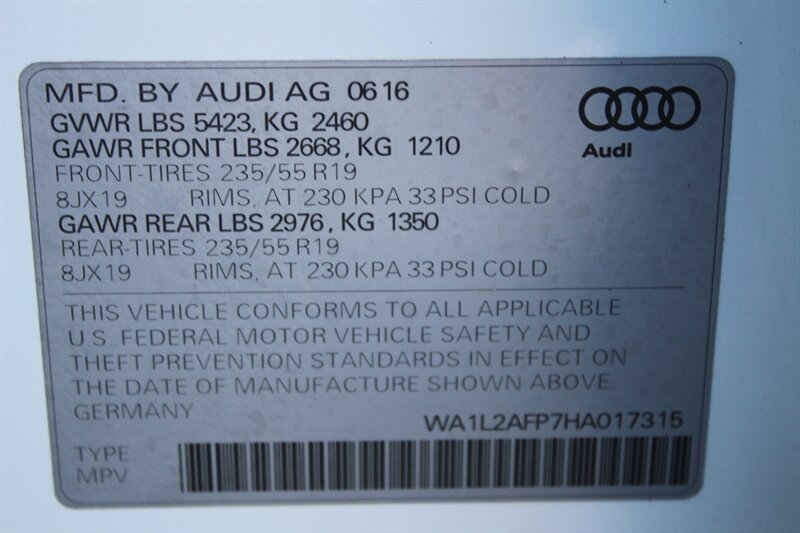 MFD. BY AUDI AG 06 16
GVWR LBS 5423, KG 2460
GAWR FRONT LBS 2668, KG 1210
FRONT-TIRES 235/55 R19
8JX19 RIMS, AT 230 KPA 33 PSI COLD
GAWR REAR LBS 2976, KG 1350
REAR-TIRES 235/55 R19
8JX19 RIMS, AT 230 KPA 33 PSI COLD
Audi
THIS VEHICLE CONFORMS TO ALL APPLICABLE
U.S. FEDERAL MOTOR VEHICLE SAFETY AND
THEFT PREVENTION STANDARDS IN EFFECT ON
THE DATE OF MANUFACTURE SHOWN ABOVE.
GERMANY WA1L2AFP7HA017315
TYPE
MPV